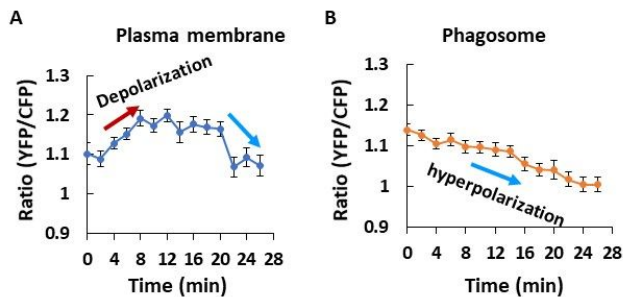 A
Plasma membrane
Ratio (YFP/CFP)
1.3
1.2
1.1
1
0.9
Depolarization
0 4 8 12 16 20 24 28
Time (min)
B
Phagosome
Ratio (YFP/CFP)
1.3
1.2
1.1
1
0.9
hyperpolarization
0 4 8 12 16 20 24 28
Time (min)